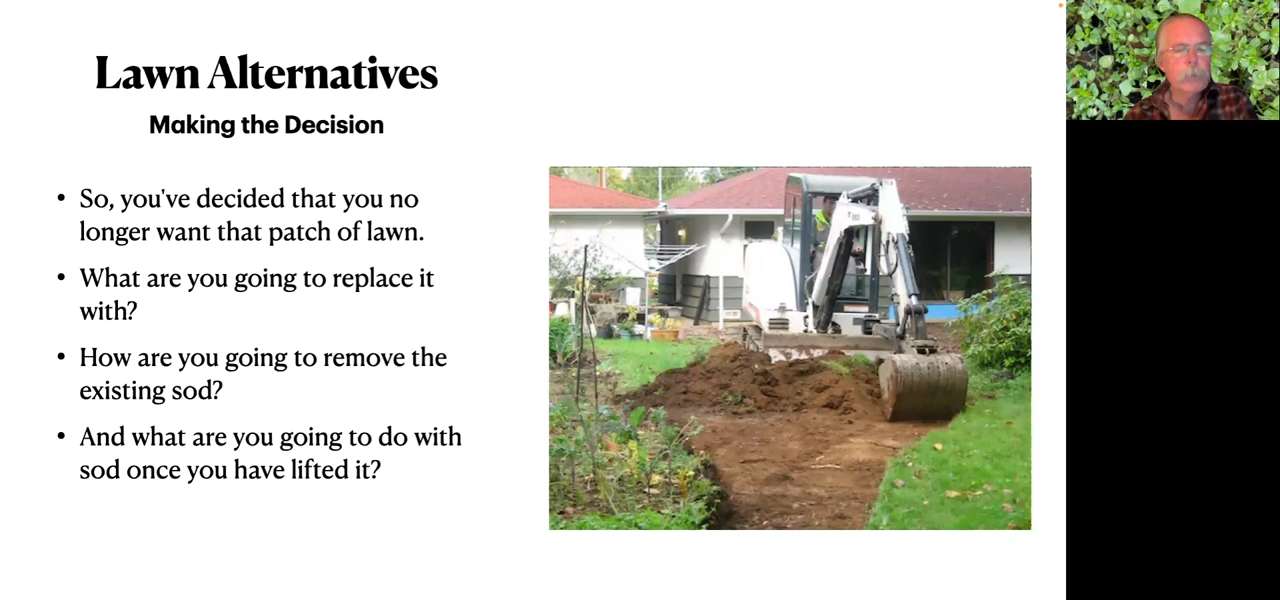 Lawn Alternatives
Making the Decision
• So, you've decided that you no
longer want that patch of lawn.
• What are you going to replace it
with?
• How are you going to remove the
existing sod?
• And what are you going to do with
sod once you have lifted it?